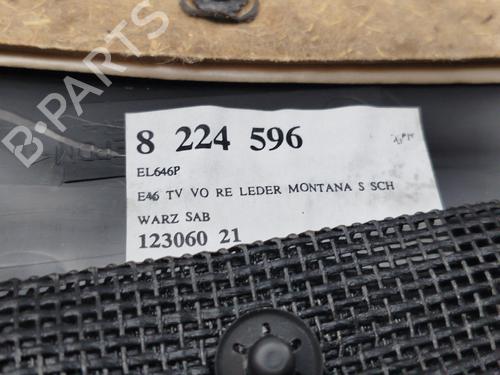 B-PARTS
8 224 596
EL646P
E46 TV VO RE LEDER MONTANA S SCH
WARZ SAB
123060 21